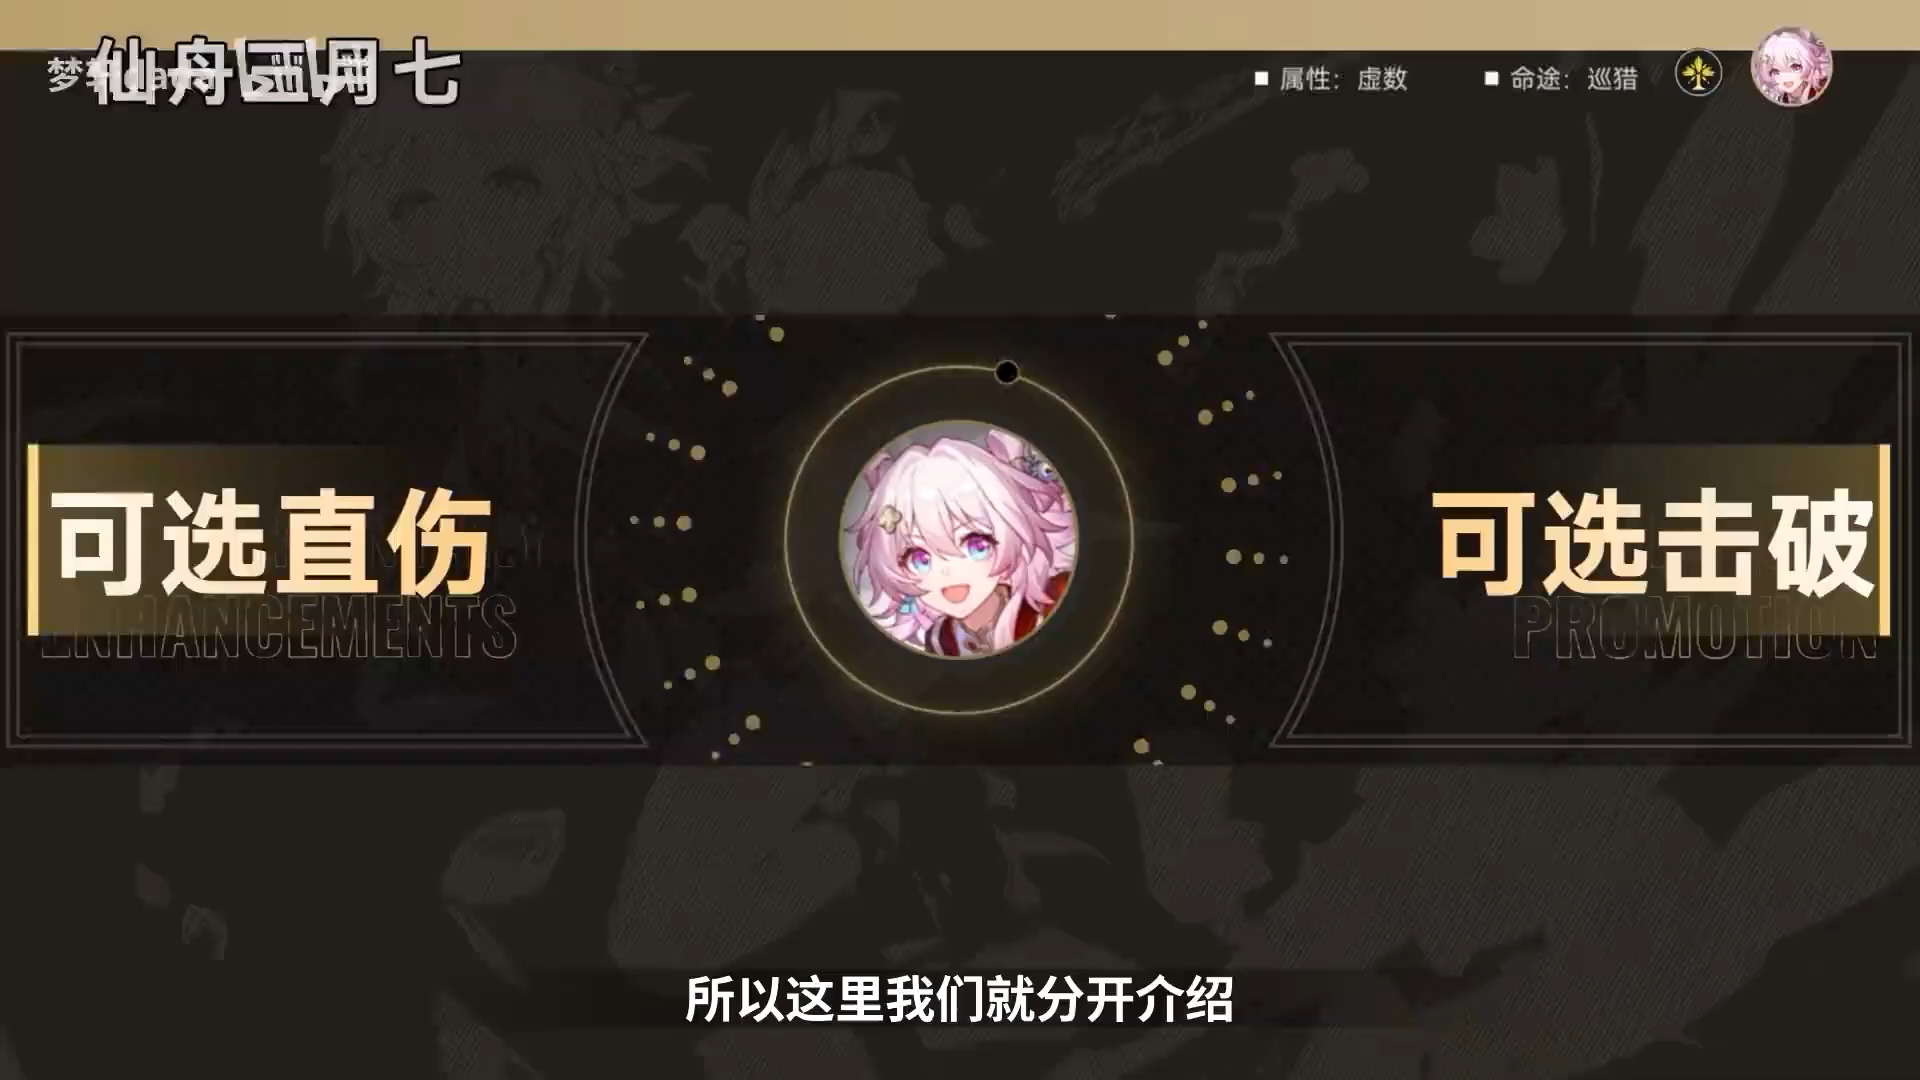 仙舟三月七
属性：虚数
命途：巡猎
可选直伤
ENHANCEMENTS
可选击破
PROMOTION
所以这里我们就分开介绍